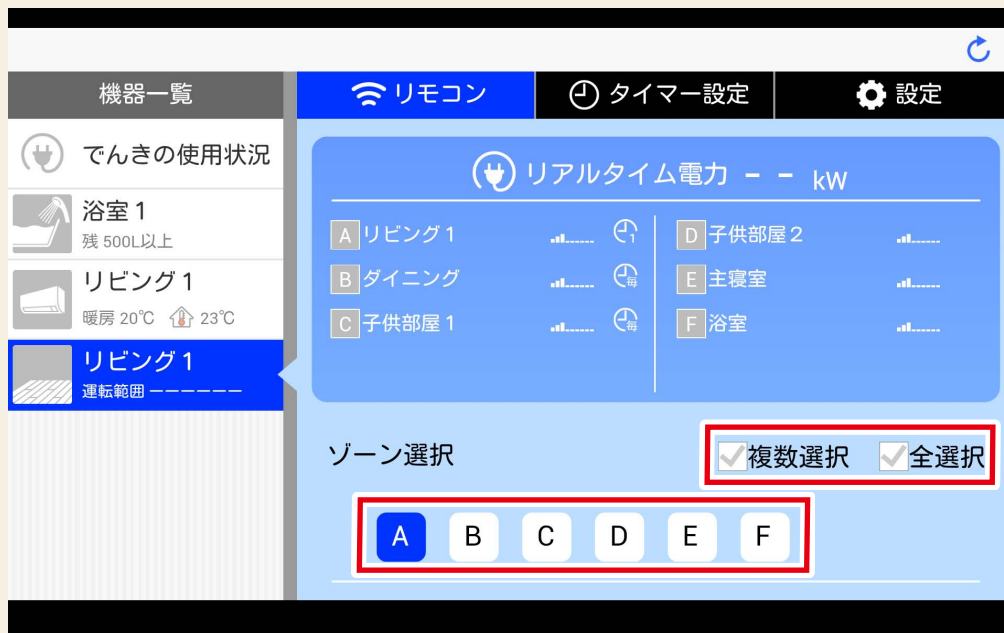 機器一覧
リモコン
タイマー設定
設定
でんきの使用状況
浴室1
残 500L以上
リビング1
暖房 20℃ 23℃
リビング1
運転範囲 ーーーーーー
リアルタイム電力 - - kW
A リビング1 1
B ダイニング 毎
C 子供部屋1 毎
D 子供部屋2
E 主寝室
F 浴室
ゾーン選択
複数選択 全選択
A B C D E F